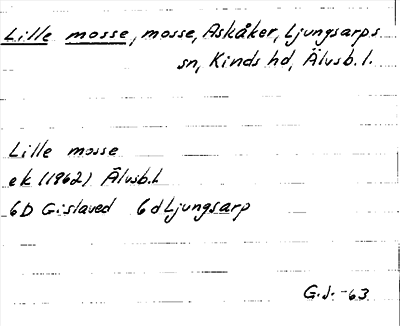 Lille mosse, mosse, Askåker, Ljungsarps
sn, Kinds hd, Älvsb.l.
Lille mosse
ek (1962) Älvsb.l.
6D Gislaved 6d Ljungsarp
G.J. -63